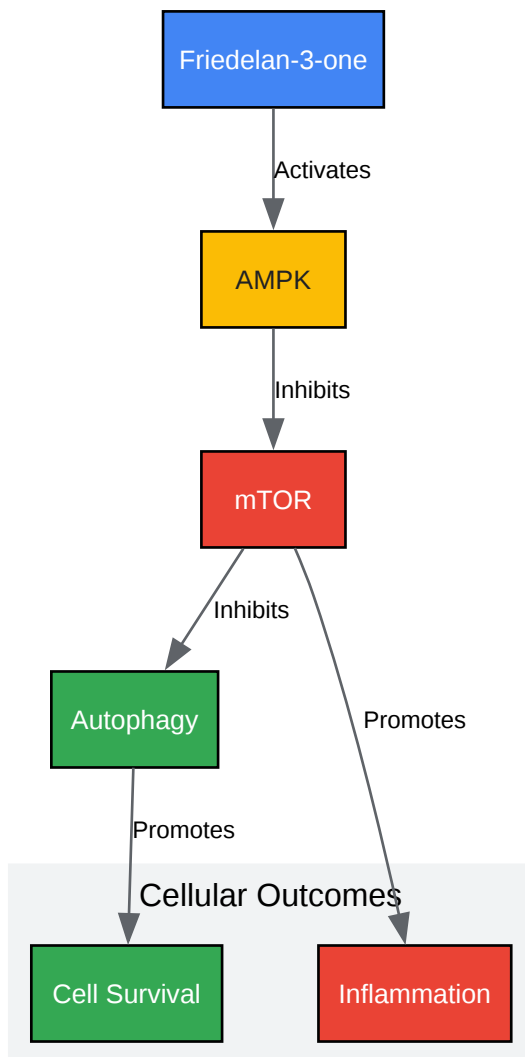 Friedelan-3-one
Activates
AMPK
Inhibits
mTOR
Inhibits
Autophagy
Promotes
Promotes
Cellular Outcomes
Cell Survival
Inflammation